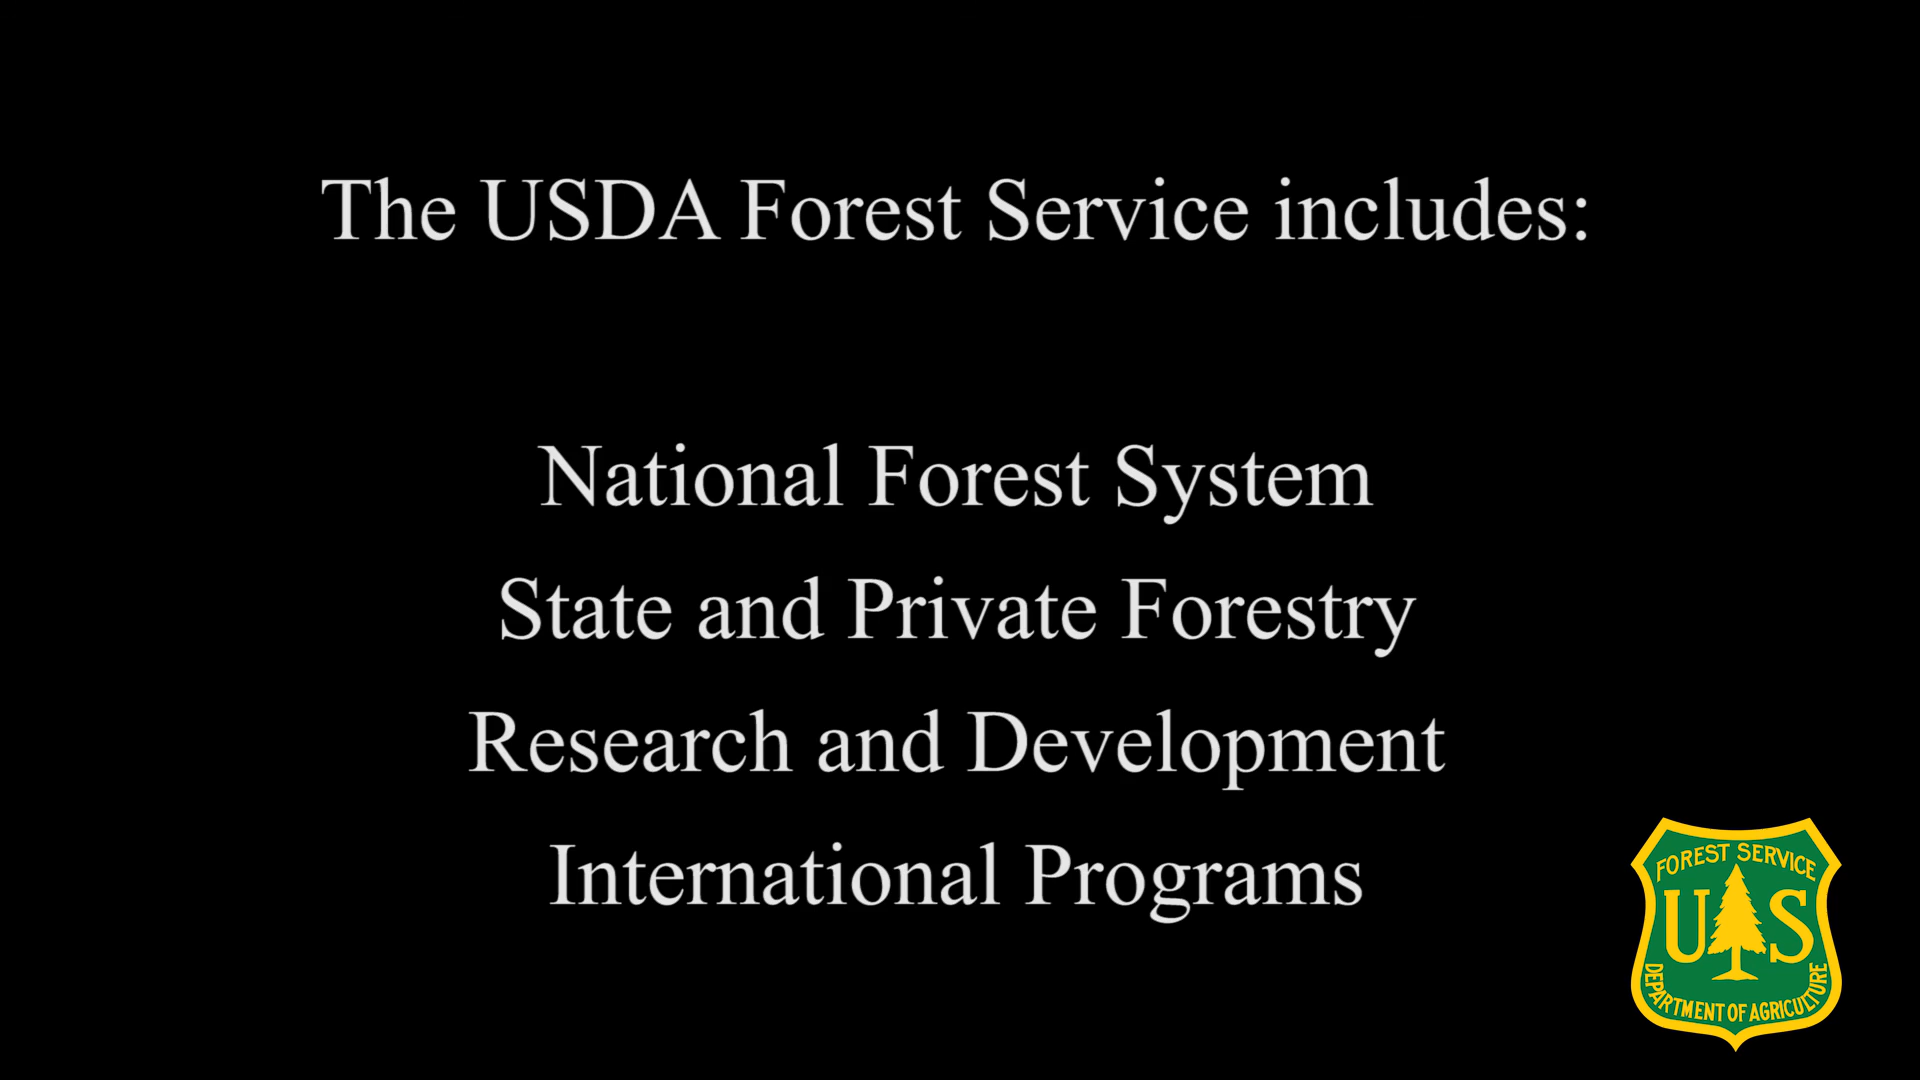 The USDA Forest Service includes:
National Forest System
State and Private Forestry
Research and Development
International Programs
FOREST SERVICE
U S
DEPARTMENT OF AGRICULTURE